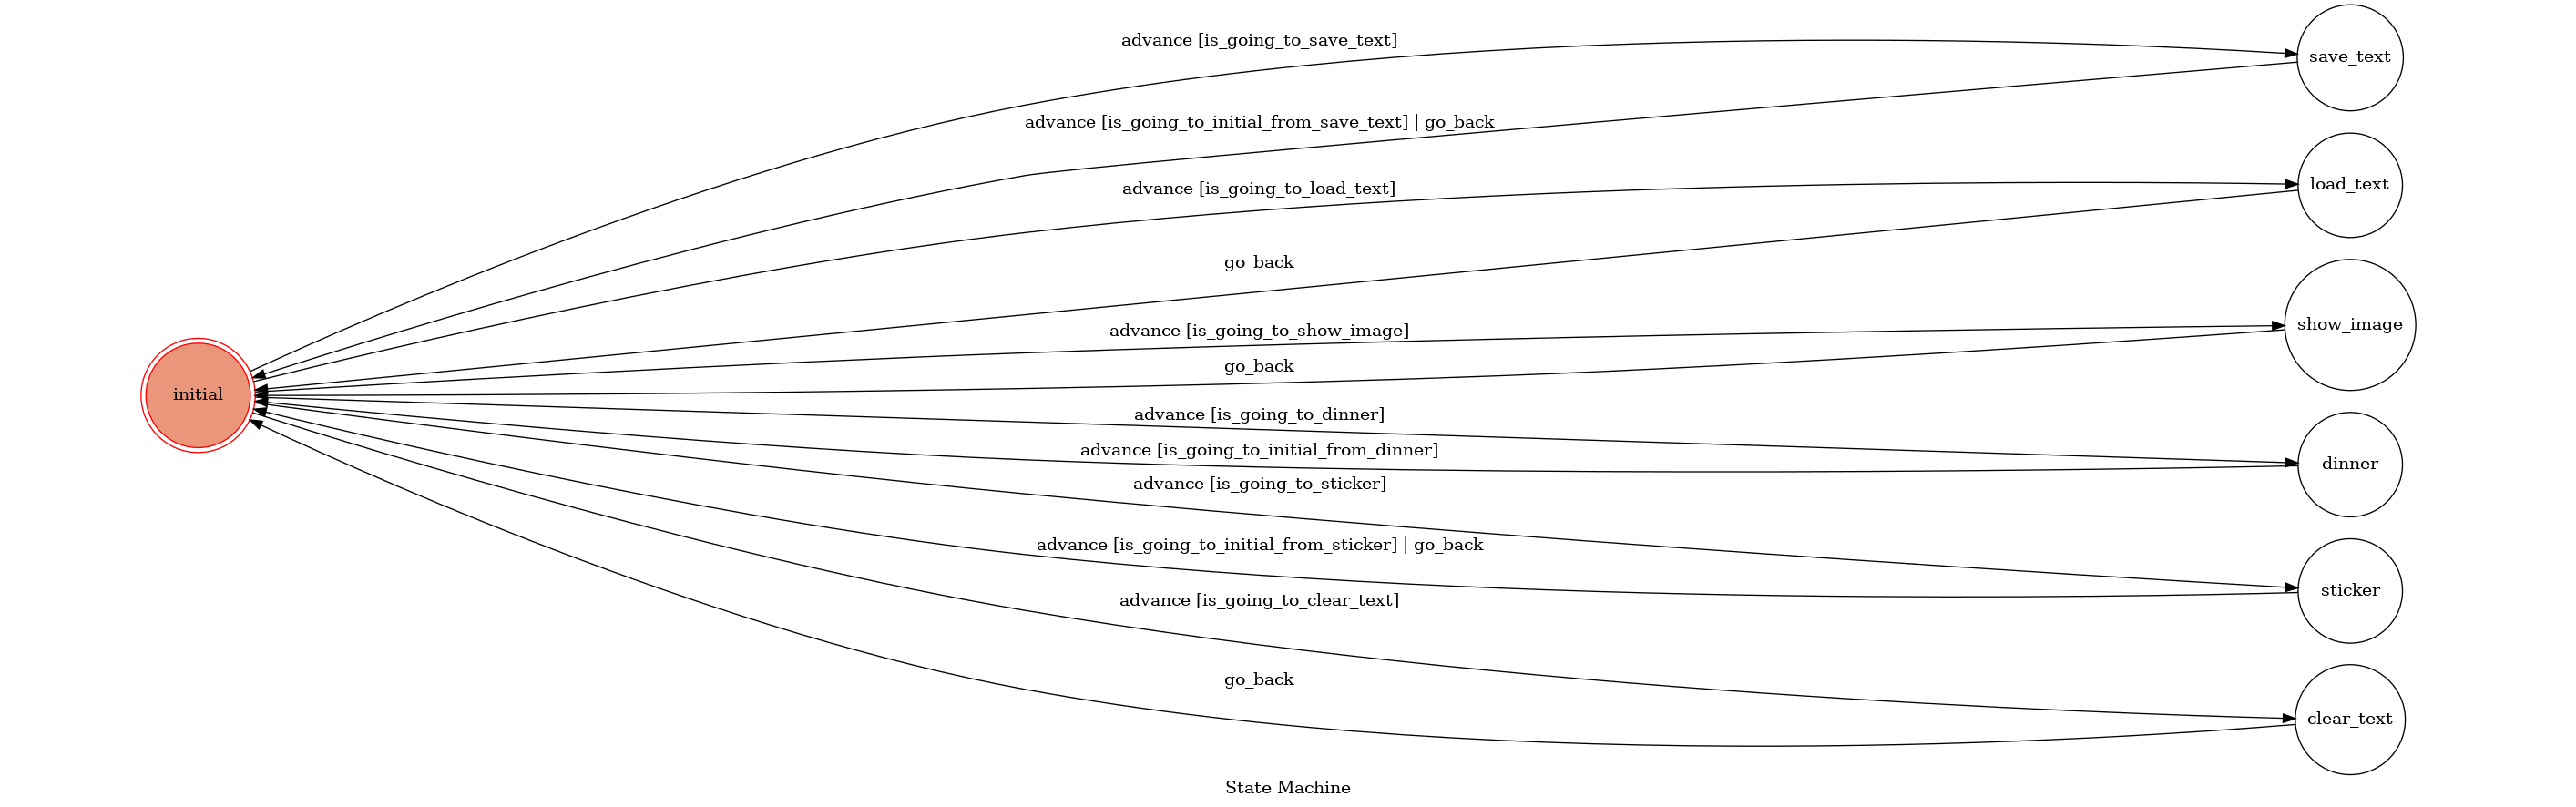 advance [is_going_to_save_text]
save_text
advance [is_going_to_initial_from_save_text] | go_back
advance [is_going_to_load_text]
load_text
go_back
advance [is_going_to_show_image]
show_image
go_back
initial
advance [is_going_to_dinner]
advance [is_going_to_initial_from_dinner]
dinner
advance [is_going_to_sticker]
advance [is_going_to_initial_from_sticker] | go_back
sticker
advance [is_going_to_clear_text]
go_back
clear_text
State Machine